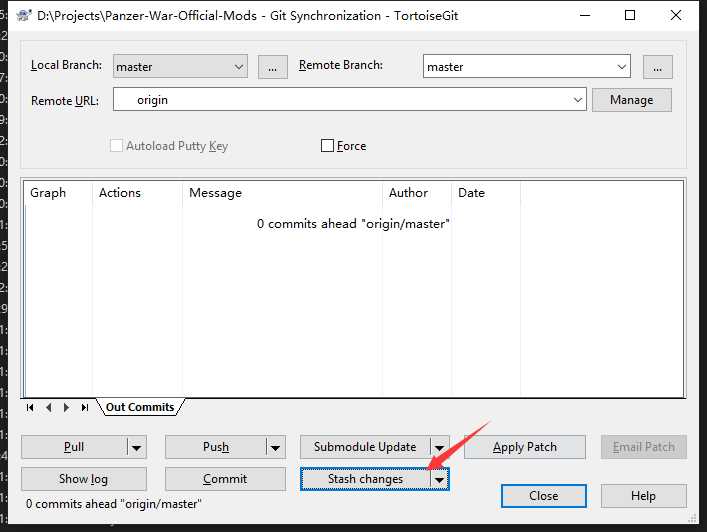 D:\Projects\Panzer-War-Official-Mods - Git Synchronization - TortoiseGit
Local Branch: master ... Remote Branch: master ...
Remote URL: origin Manage
Autoload Putty Key Force
Graph Actions Message Author Date
0 commits ahead "origin/master"
Out Commits
Pull Push Submodule Update Apply Patch Email Patch
Show log Commit Stash changes
Close Help
0 commits ahead "origin/master"